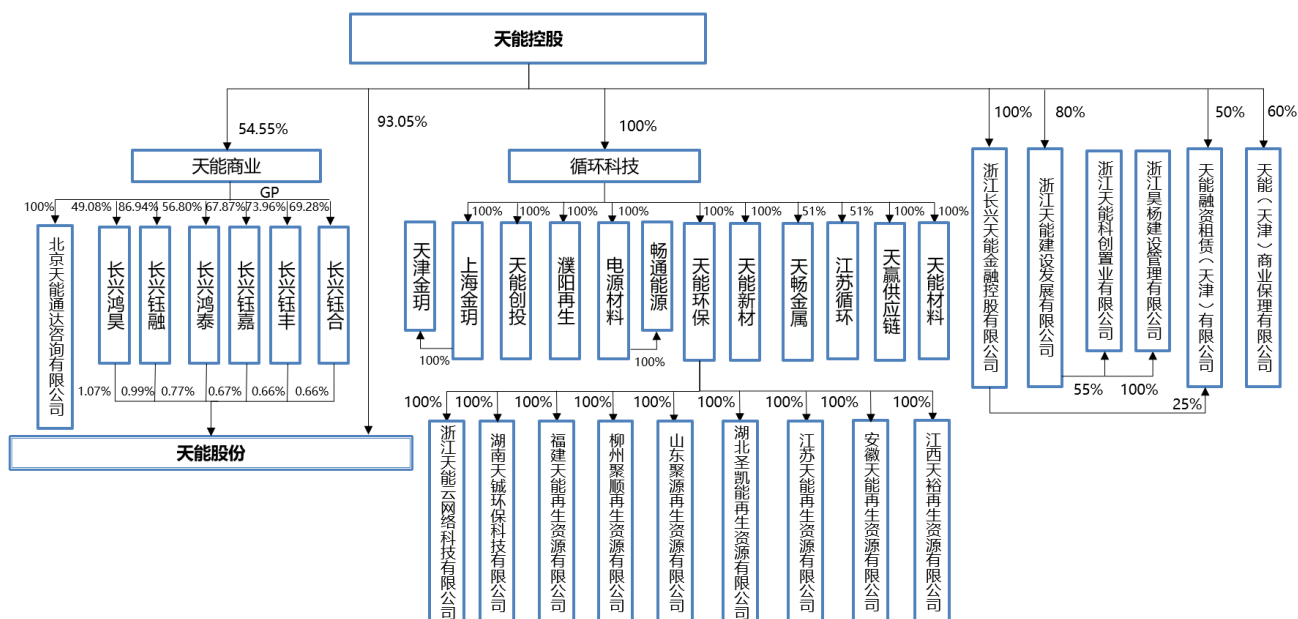 天能控股
54.55%
93.05%
100%
100%
80%
50%
60%
天能商业
循环科技
GP
100%
49.08%
86.94%
56.80%
67.87%
73.96%
69.28%
100%
100%
100%
100%
100%
100%
51%
51%
100%
100%
北京天能通达咨询有限公司
长兴鸿昊
长兴钰融
长兴鸿泰
长兴钰嘉
长兴钰丰
长兴钰合
天津金玥
上海金玥
天能创投
濮阳再生
电源材料
畅通能源
天能环保
天能新材
天畅金属
江苏循环
天赢供应链
天能材料
浙江长兴天能金融控股有限公司
浙江天能建设发展有限公司
浙江天能科创置业有限公司
浙江昊杨建设管理有限公司
天能融资租赁（天津）有限公司
天能（天津）商业保理有限公司
100%
100%
1.07%
0.99%
0.77%
0.67%
0.66%
0.66%
55%
100%
25%
天能股份
100%
100%
100%
100%
100%
100%
100%
100%
100%
浙江天能云网络科技有限公司
湖南天铖环保科技有限公司
福建天能再生资源有限公司
柳州聚顺再生资源有限公司
山东聚源再生资源有限公司
湖北圣凯能再生资源有限公司
江苏天能再生资源有限公司
安徽天能再生资源有限公司
江西天裕再生资源有限公司